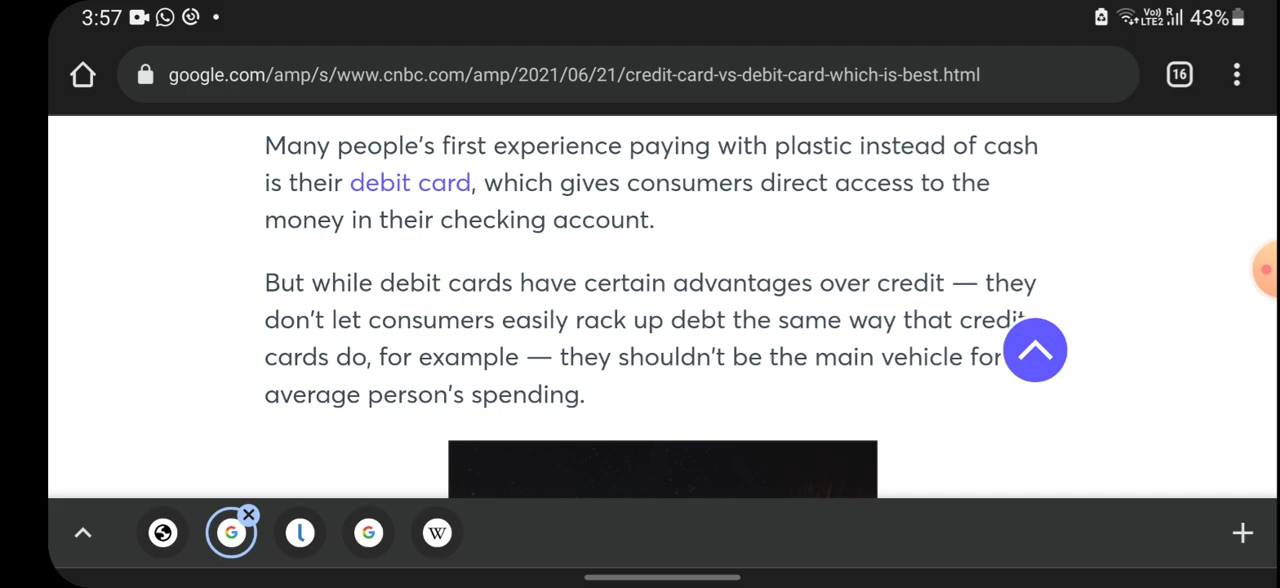 3:57 Vo)) R LTE2 43%
google.com/amp/s/www.cnbc.com/amp/2021/06/21/credit-card-vs-debit-card-which-is-best.html 16
Many people's first experience paying with plastic instead of cash
is their debit card, which gives consumers direct access to the
money in their checking account.
But while debit cards have certain advantages over credit — they
don't let consumers easily rack up debt the same way that credit
cards do, for example — they shouldn't be the main vehicle for
average person's spending.
G l G W